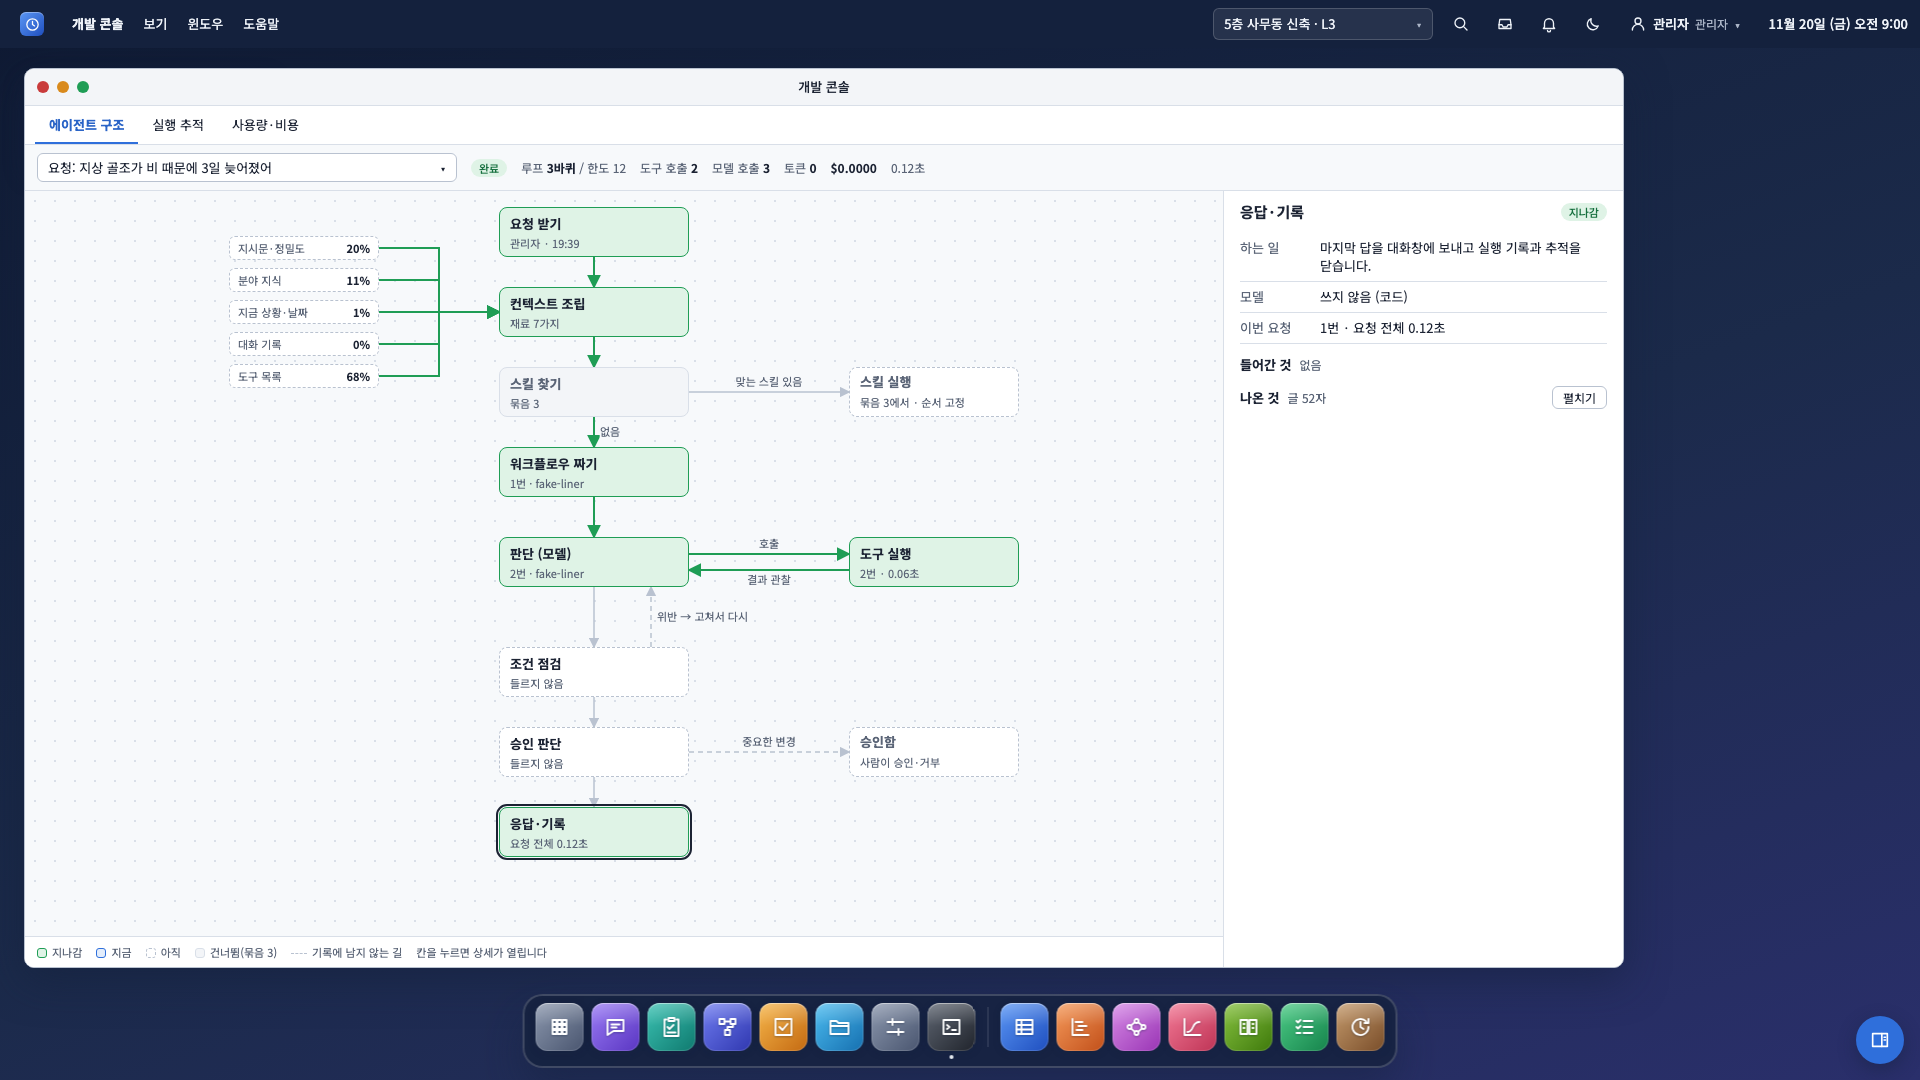 개발 콘솔 보기 윈도우 도움말
5층 사무동 신축 · L3
관리자 관리자
11월 20일 (금) 오전 9:00
개발 콘솔
에이전트 구조 실행 추적 사용량·비용
요청: 지상 골조가 비 때문에 3일 늦어졌어
완료 루프 3바퀴 / 한도 12 도구 호출 2 모델 호출 3 토큰 0 $0.0000 0.12초
요청 받기
관리자 · 19:39
지시문·정밀도 20%
분야 지식 11%
지금 상황·날짜 1%
대화 기록 0%
도구 목록 68%
컨텍스트 조립
재료 7가지
스킬 찾기
묶음 3
맞는 스킬 있음
스킬 실행
묶음 3에서 · 순서 고정
없음
워크플로우 짜기
1번 · fake-liner
판단 (모델)
2번 · fake-liner
호출
결과 관찰
도구 실행
2번 · 0.06초
위반 → 고쳐서 다시
조건 점검
들르지 않음
승인 판단
들르지 않음
중요한 변경
승인함
사람이 승인·거부
응답·기록
요청 전체 0.12초
지나감 지금 아직 건너뜀(묶음 3) 기록에 남지 않는 길 칸을 누르면 상세가 열립니다
응답·기록 지나감
하는 일 마지막 답을 대화창에 보내고 실행 기록과 추적을
닫습니다.
모델 쓰지 않음 (코드)
이번 요청 1번 · 요청 전체 0.12초
들어간 것 없음
나온 것 글 52자 펼치기